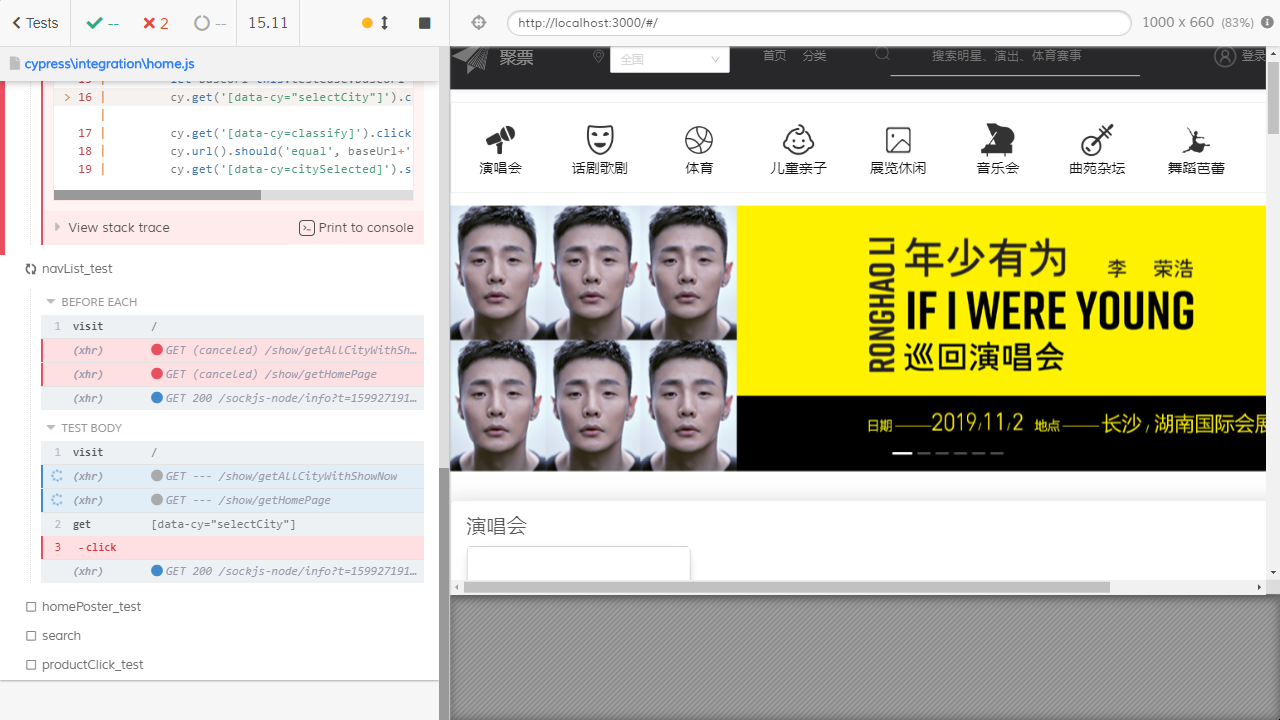 Tests
--
2
--
15.11
http://localhost:3000/#/
1000 x 660 (83%)
cypress\integration\home.js
> 16 | cy.get('[data-cy="selectCity"]').c
|
17 | cy.get('[data-cy=classify]').click
18 | cy.url().should('equal', baseUrl+'
19 | cy.get('[data-cy=citySelected]').s
View stack trace
Print to console
navList_test
BEFORE EACH
1 visit /
(xhr) GET (canceled) /show/getAllCityWithSh…
(xhr) GET (canceled) /show/getHomePage
(xhr) GET 200 /sockjs-node/info?t=159927191…
TEST BODY
1 visit /
(xhr) GET --- /show/getAllCityWithShowNow
(xhr) GET --- /show/getHomePage
2 get [data-cy="selectCity"]
3 -click
(xhr) GET 200 /sockjs-node/info?t=159927191…
homePoster_test
search
productClick_test
聚票
全国
首页 分类
搜索明星、演出、体育赛事
登录
演唱会 话剧歌剧 体育 儿童亲子 展览休闲 音乐会 曲苑杂坛 舞蹈芭蕾
RONGHAO LI
年少有为 李 荣浩
IF I WERE YOUNG
巡回演唱会
日期 2019/11/2 地点 长沙 / 湖南国际会展
演唱会